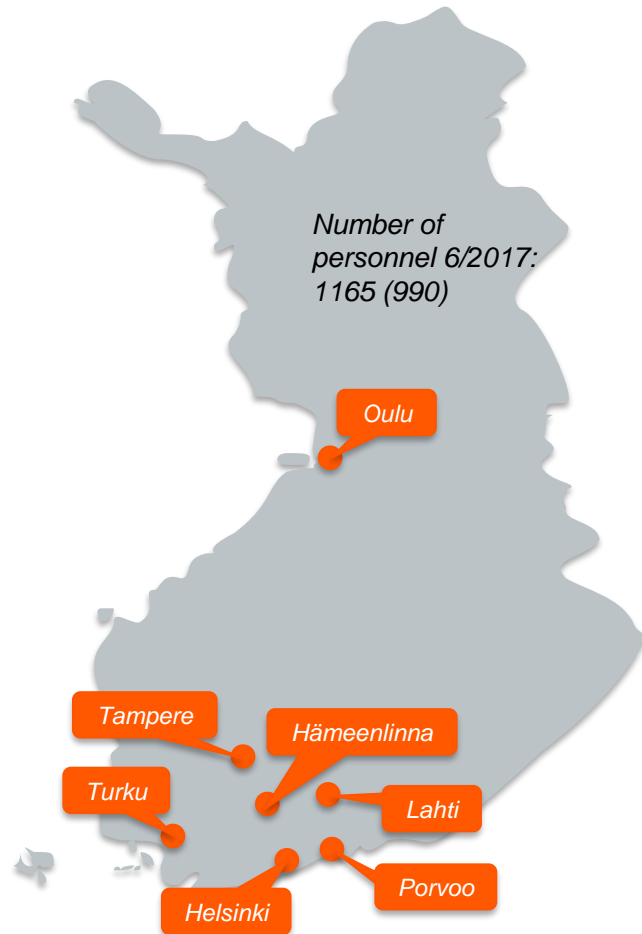 Number of
personnel 6/2017:
1165 (990)
Oulu
Tampere
Hämeenlinna
Turku
Lahti
Helsinki
Porvoo